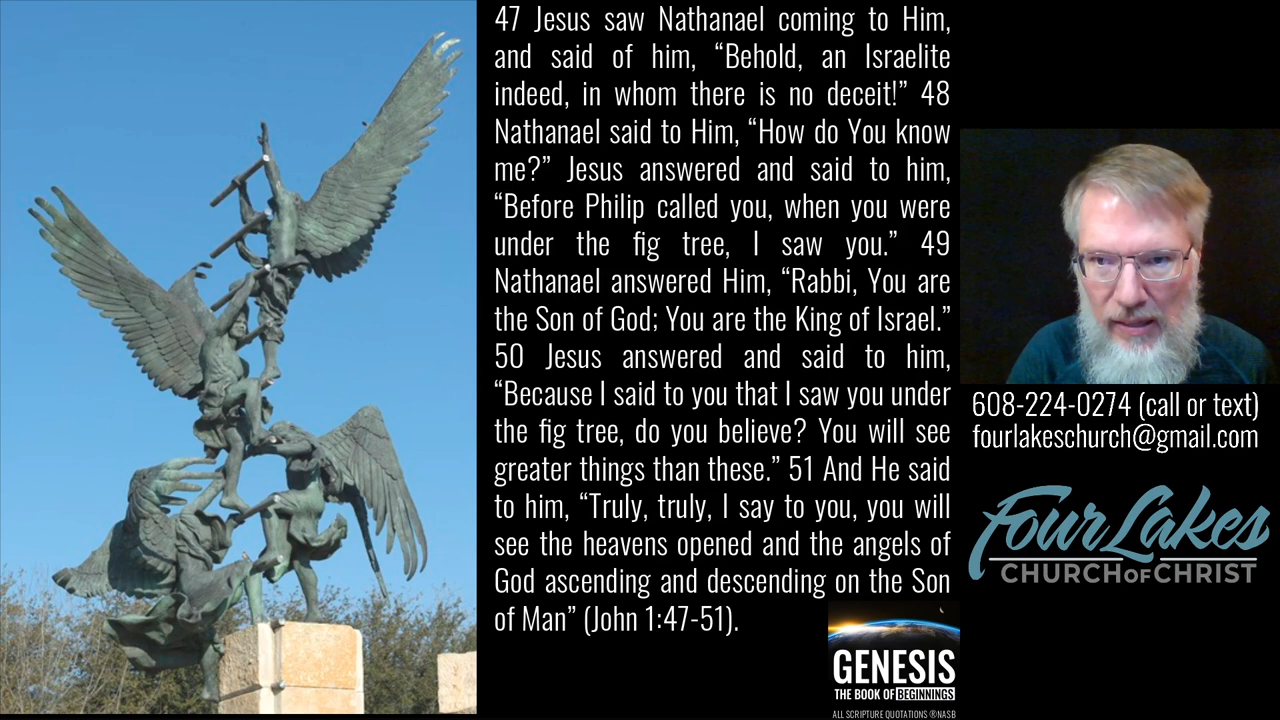 47 Jesus saw Nathanael coming to Him,
and said of him, “Behold, an Israelite
indeed, in whom there is no deceit!” 48
Nathanael said to Him, “How do You know
me?” Jesus answered and said to him,
“Before Philip called you, when you were
under the fig tree, I saw you.” 49
Nathanael answered Him, “Rabbi, You are
the Son of God; You are the King of Israel.”
50 Jesus answered and said to him,
“Because I said to you that I saw you under
the fig tree, do you believe? You will see
greater things than these.” 51 And He said
to him, “Truly, truly, I say to you, you will
see the heavens opened and the angels of
God ascending and descending on the Son
of Man” (John 1:47-51).
GENESIS
THE BOOK OF BEGINNINGS
ALL SCRIPTURE QUOTATIONS ®NASB
608-224-0274 (call or text)
fourlakeschurch@gmail.com
Four Lakes
CHURCH OF CHRIST